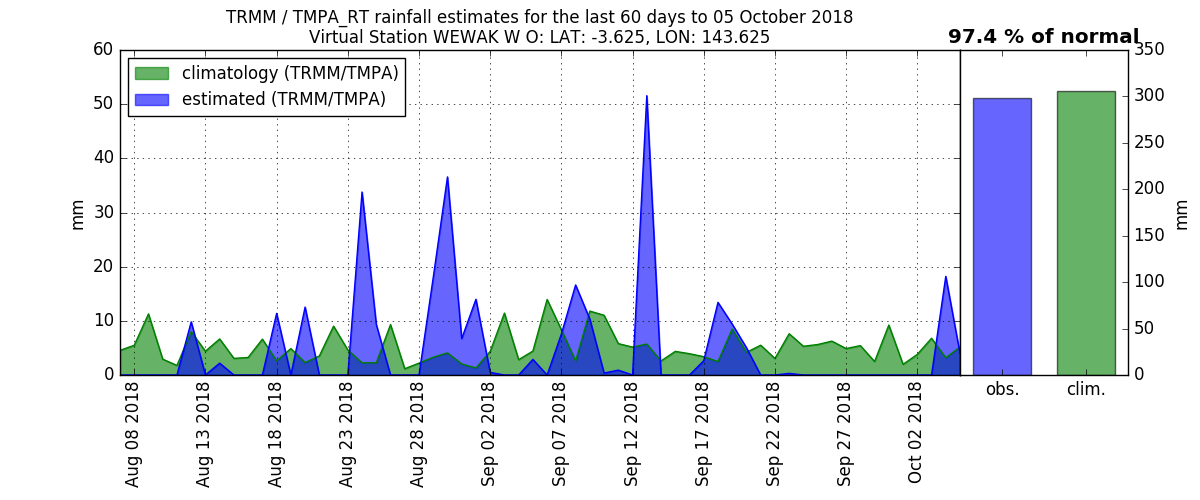 TRMM / TMPA_RT rainfall estimates for the last 60 days to 05 October 2018
Virtual Station WEWAK W O: LAT: -3.625, LON: 143.625
97.4 % of normal
climatology (TRMM/TMPA)
estimated (TRMM/TMPA)
mm
60
50
40
30
20
10
0
Aug 08 2018
Aug 13 2018
Aug 18 2018
Aug 23 2018
Aug 28 2018
Sep 02 2018
Sep 07 2018
Sep 12 2018
Sep 17 2018
Sep 22 2018
Sep 27 2018
Oct 02 2018
obs.
clim.
350
300
250
200
150
100
50
0
mm